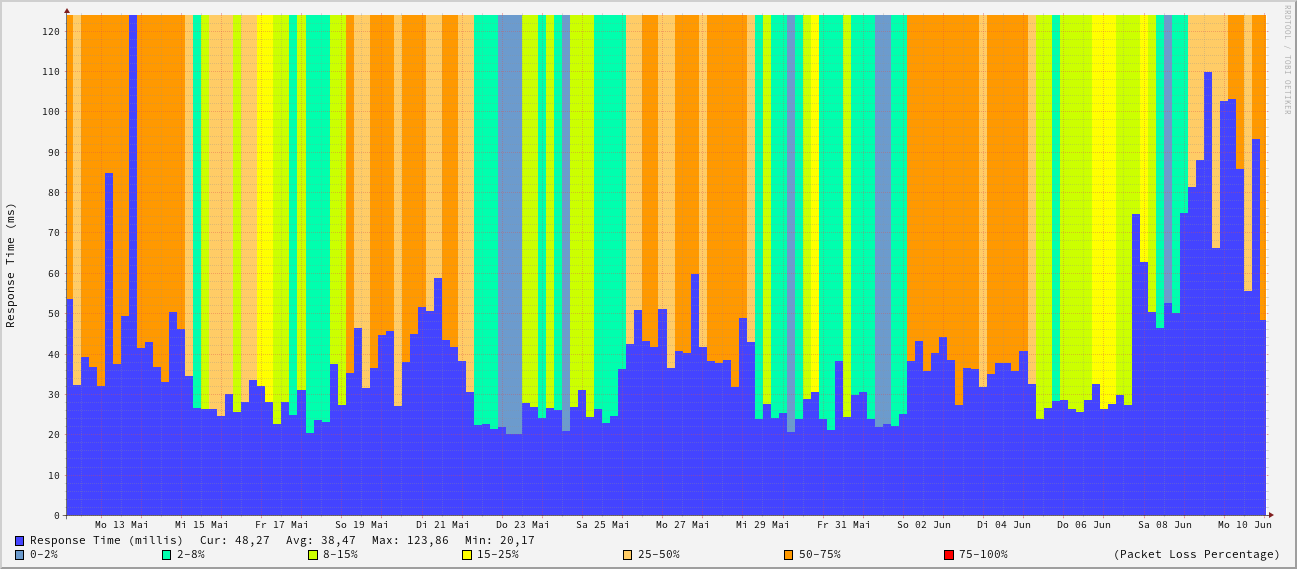 RRDTOOL / TOBI OETIKER
Response Time (ms)
120
110
100
90
80
70
60
50
40
30
20
10
0
Mo 13 Mai Mi 15 Mai Fr 17 Mai So 19 Mai Di 21 Mai Do 23 Mai Sa 25 Mai Mo 27 Mai Mi 29 Mai Fr 31 Mai So 02 Jun Di 04 Jun Do 06 Jun Sa 08 Jun Mo 10 Jun
Response Time (millis) Cur: 48,27 Avg: 38,47 Max: 123,86 Min: 20,17
0-2% 2-8% 8-15% 15-25% 25-50% 50-75% 75-100% (Packet Loss Percentage)